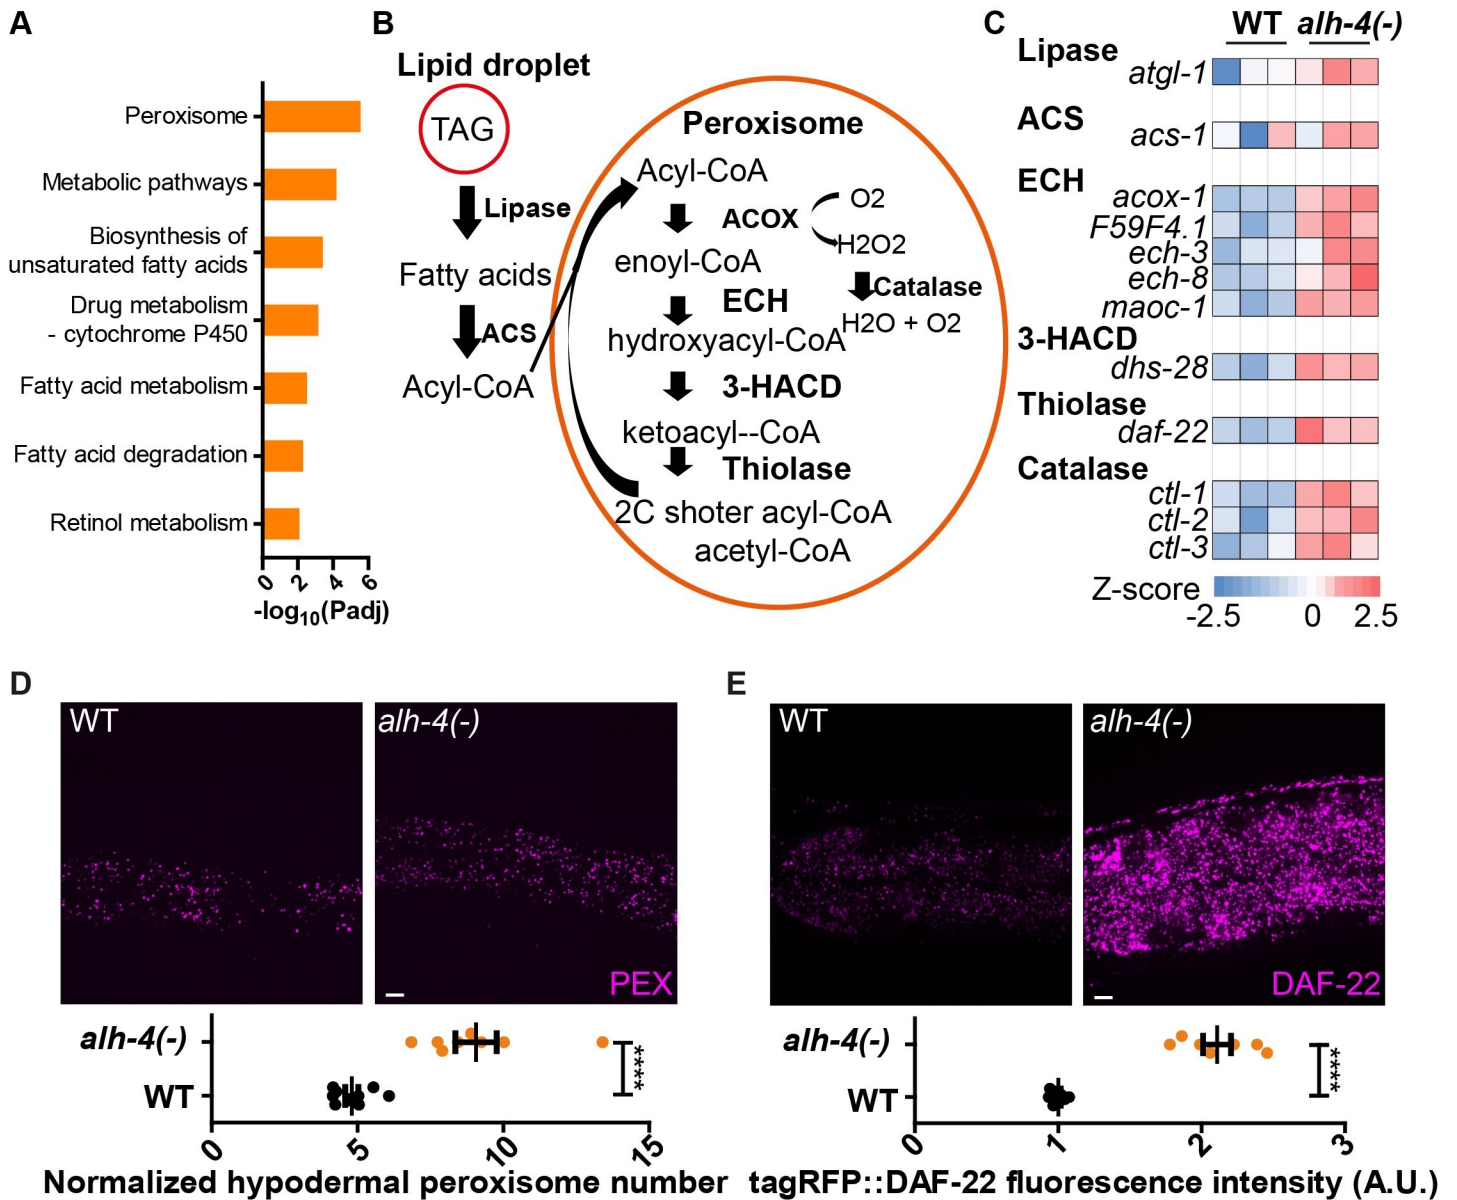 A
Peroxisome
Metabolic pathways
Biosynthesis of
unsaturated fatty acids
Drug metabolism
- cytochrome P450
Fatty acid metabolism
Fatty acid degradation
Retinol metabolism
0 2 4 6
-log10(Padj)
B
Lipid droplet
TAG
Lipase
Fatty acids
ACS
Acyl-CoA
Peroxisome
Acyl-CoA
ACOX
O2
H2O2
enoyl-CoA
Catalase
ECH
H2O + O2
hydroxyacyl-CoA
3-HACD
ketoacyl--CoA
Thiolase
2C shoter acyl-CoA
acetyl-CoA
C
WT alh-4(-)
Lipase
atgl-1
ACS
acs-1
ECH
acox-1
F59F4.1
ech-3
ech-8
maoc-1
3-HACD
dhs-28
Thiolase
daf-22
Catalase
ctl-1
ctl-2
ctl-3
Z-score
-2.5 0 2.5
D
WT
alh-4(-)
PEX
alh-4(-)
****
WT
0 5 10 15
Normalized hypodermal peroxisome number
E
WT
alh-4(-)
DAF-22
alh-4(-)
****
WT
0 1 2 3
tagRFP::DAF-22 fluorescence intensity (A.U.)